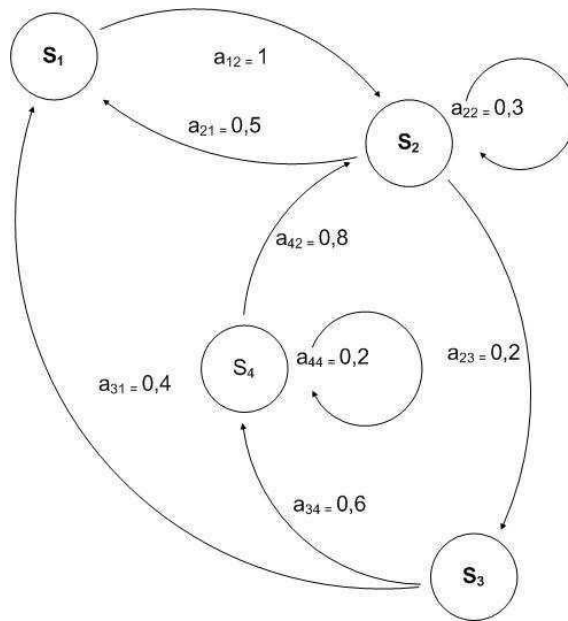 S₁
a₁₂ = 1
a₂₁ = 0,5
S₂
a₂₂ = 0,3
a₄₂ = 0,8
S₄
a₄₄ = 0,2
a₂₃ = 0,2
a₃₁ = 0,4
a₃₄ = 0,6
S₃